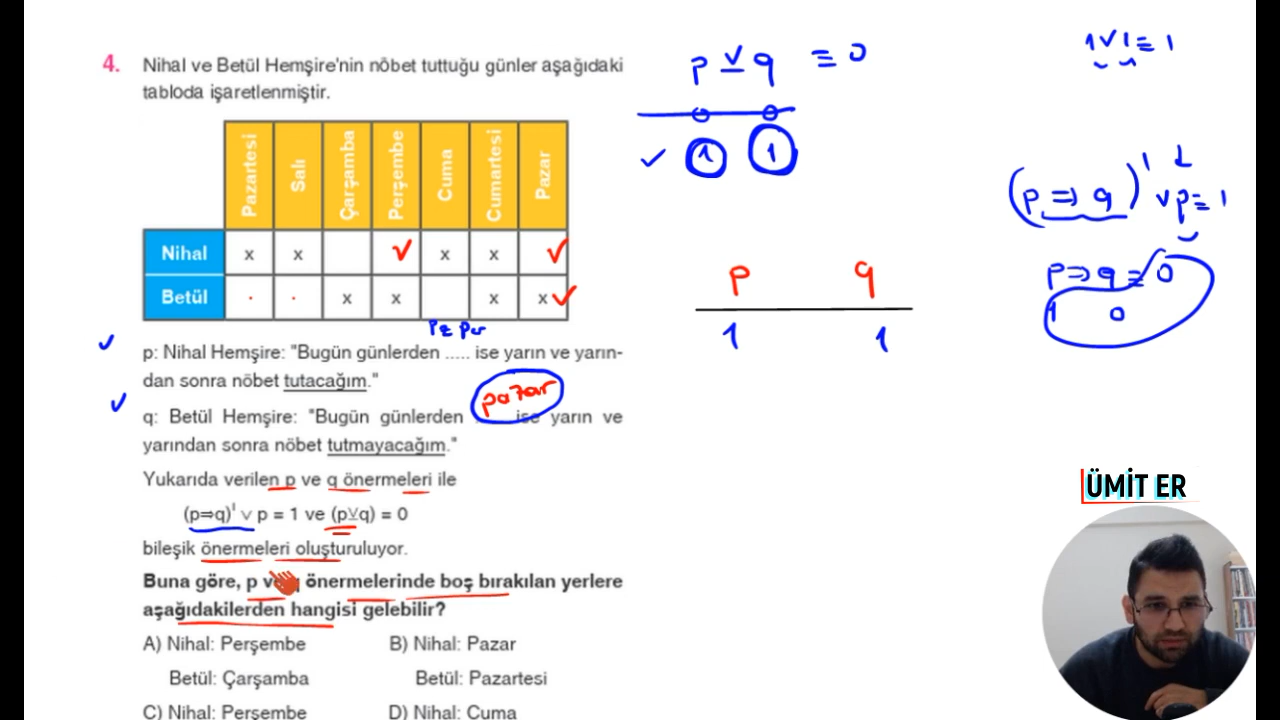 4. Nihal ve Betül Hemşire'nin nöbet tuttuğu günler aşağıdaki
tabloda işaretlenmiştir.
Pazartesi Salı Çarşamba Perşembe Cuma Cumartesi Pazar
Nihal x x ✓ x x ✓
Betül . . x x x x ✓
Pz Per
✓ p: Nihal Hemşire: "Bugün günlerden ..... ise yarın ve yarın-
dan sonra nöbet tutacağım."
pazar
✓ q: Betül Hemşire: "Bugün günlerden ise yarın ve
yarından sonra nöbet tutmayacağım."
Yukarıda verilen p ve q önermeleri ile
(p⇒q)' ∨ p = 1 ve (p⊻q) = 0
bileşik önermeleri oluşturuluyor.
Buna göre, p ve q önermelerinde boş bırakılan yerlere
aşağıdakilerden hangisi gelebilir?
A) Nihal: Perşembe B) Nihal: Pazar
Betül: Çarşamba Betül: Pazartesi
C) Nihal: Perşembe D) Nihal: Cuma
p ⊻ q ≡ 0
✓ 1 1
p q
1 1
1 ∨ 1 ≡ 1
(p ⇒ q)' ∨ p ≡ 1
p ⇒ q ≡ 0
1 0
ÜMİT ER